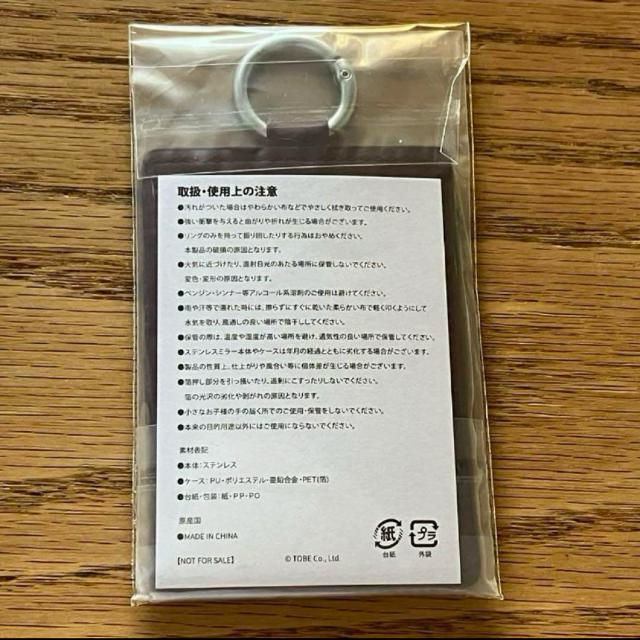 取扱・使用上の注意
●汚れがついた場合はやわらかい布などでやさしく拭き取ってご使用ください。
●強い衝撃を与えると曲がりや折れが生じる場合がございます。
●リングのみを持って振り回したりする行為はおやめください。
本製品の破損の原因となります。
●火気に近づけたり、直射日光のあたる場所に保管しないでください。
変色・変形の原因となります。
●ベンジン・シンナー等アルコール系溶剤のご使用は避けてください。
●雨や汗等で濡れた時には、擦らずにすぐに乾いた柔らかい布で軽く叩くようにして
水気を取り、風通しの良い場所で陰干ししてください。
●保管の際は、温度や湿度が高い場所を避け、通気性の良い場所で保管してください。
●ステンレスミラー本体やケースは年月の経過とともに劣化する場合がございます。
●製品の性質上、仕上がりや風合い等に個体差が生じる場合がございます。
●箔押し部分を引っ掻いたり、過剰にこすったりしないでください。
箔の光沢の劣化や剥がれの原因となります。
●小さなお子様の手の届く所でのご使用・保管をしないでください。
●本来の目的用途以外にはご使用にならないでください。
素材表記
●本体：ステンレス
●ケース：PU・ポリエステル・亜鉛合金・PET(箔)
●台紙・包装：紙・PP・PO
原産国
●MADE IN CHINA
【NOT FOR SALE】
© TOBE Co., Ltd.
紙
台紙
プラ
外袋